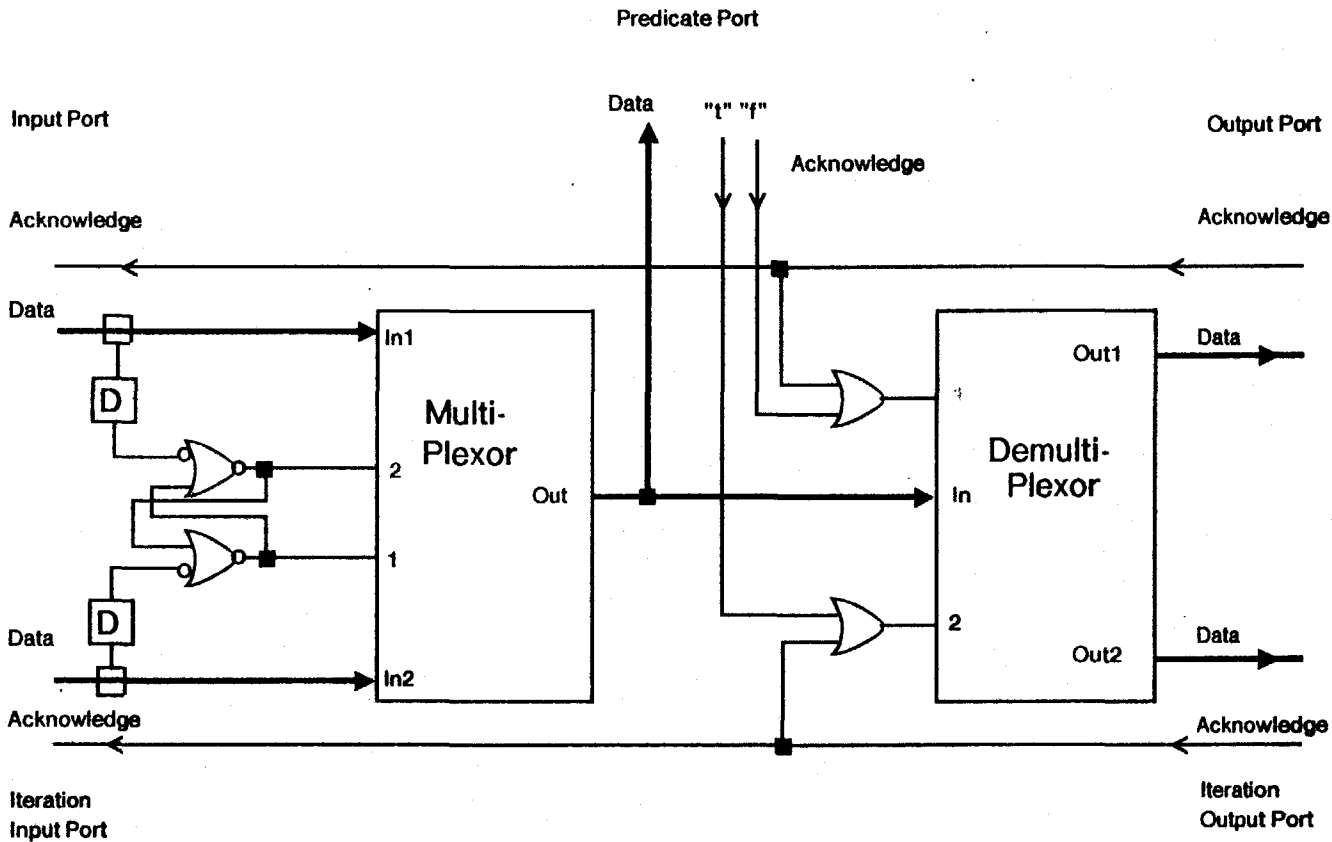 Predicate Port
Data
"t" "f"
Input Port
Output Port
Acknowledge
Acknowledge
Acknowledge
Data
In1
Out1
Data
D
Multi-
Plexor
1
2
Demulti-
Plexor
Out
In
1
D
2
Data
Data
In2
Out2
Acknowledge
Acknowledge
Iteration
Input Port
Iteration
Output Port